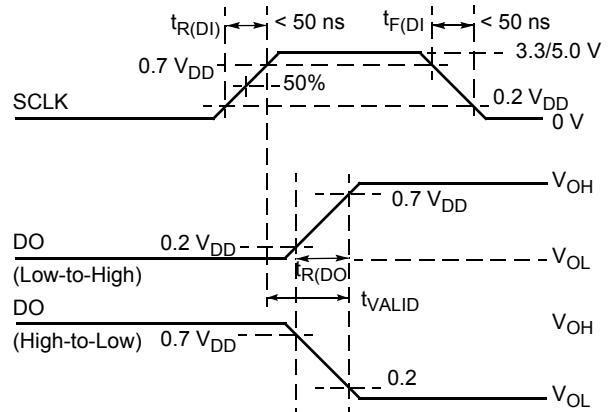 t_R(DI) < 50 ns t_F(DI < 50 ns
3.3/5.0 V
0.7 V_DD
50%
SCLK
0.2 V_DD
0 V
V_OH
0.7 V_DD
DO
0.2 V_DD
(Low-to-High)
t_R(DO
V_OL
DO
t_VALID
(High-to-Low)
V_OH
0.7 V_DD
0.2
V_OL